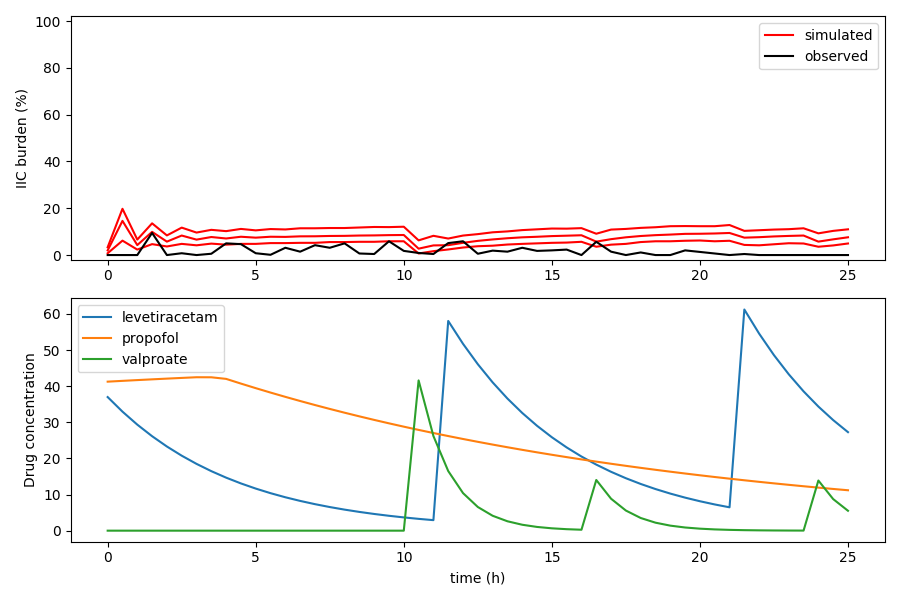 100
80
60
40
20
0
IIC burden (%)
simulated
observed
0 5 10 15 20 25
60
50
40
30
20
10
0
Drug concentration
levetiracetam
propofol
valproate
0 5 10 15 20 25
time (h)